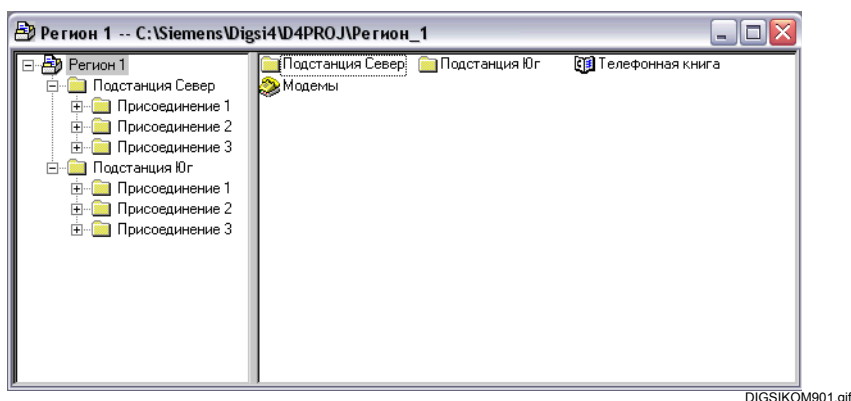 Регион 1 -- C:\Siemens\Digsi4\D4PROJ\Регион_1
Регион 1
Подстанция Север
Присоединение 1
Присоединение 2
Присоединение 3
Подстанция Юг
Присоединение 1
Присоединение 2
Присоединение 3
Подстанция Север Подстанция Юг Телефонная книга
Модемы
DIGSIKOM901.gif